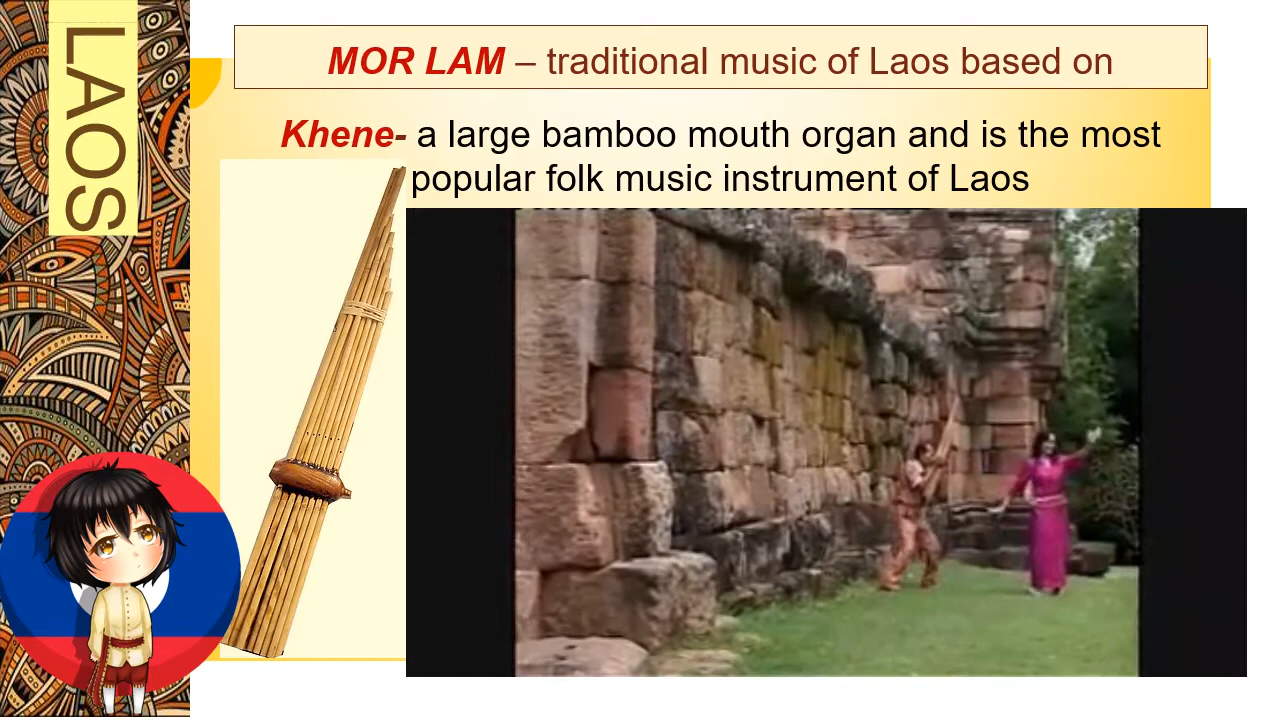 LAOS
MOR LAM – traditional music of Laos based on
Khene- a large bamboo mouth organ and is the most
popular folk music instrument of Laos